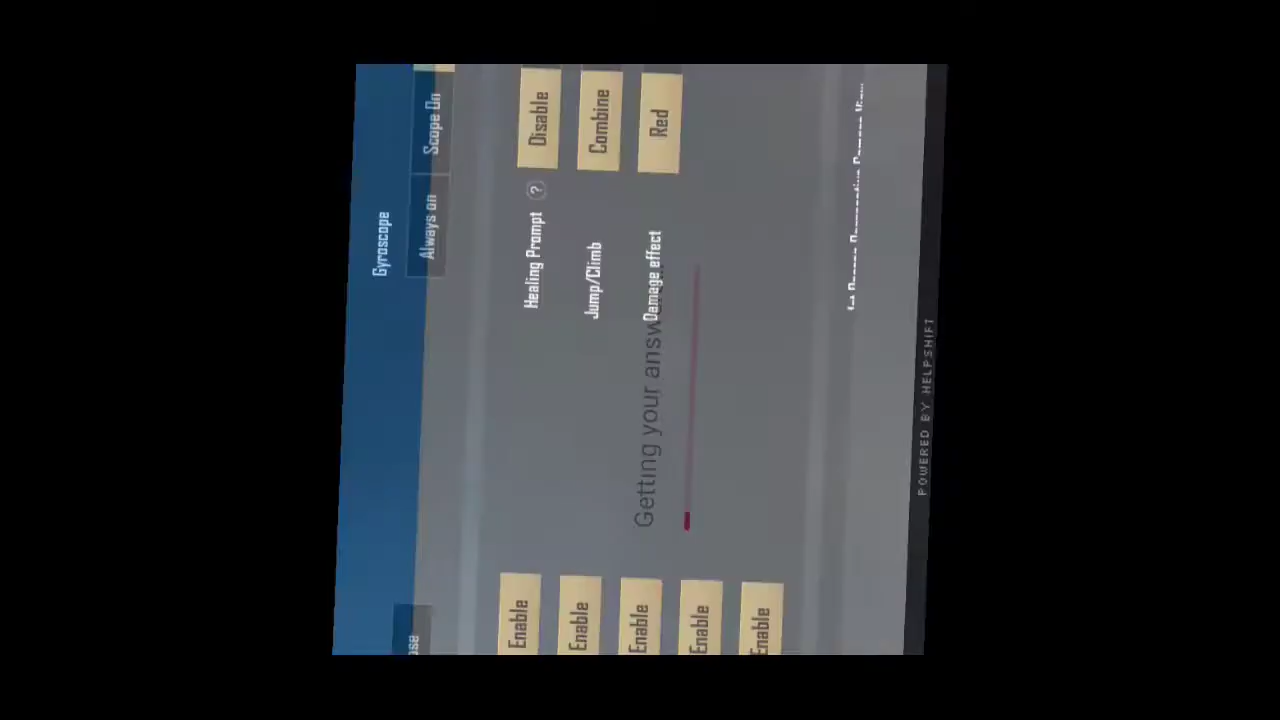 Gyroscope
Always on Scope On
Enable Healing Prompt ? Disable
Enable Jump/Climb Combine
Enable Damage effect Red
Getting your answ
Enable
Enable
POWERED BY HELPSHIFT